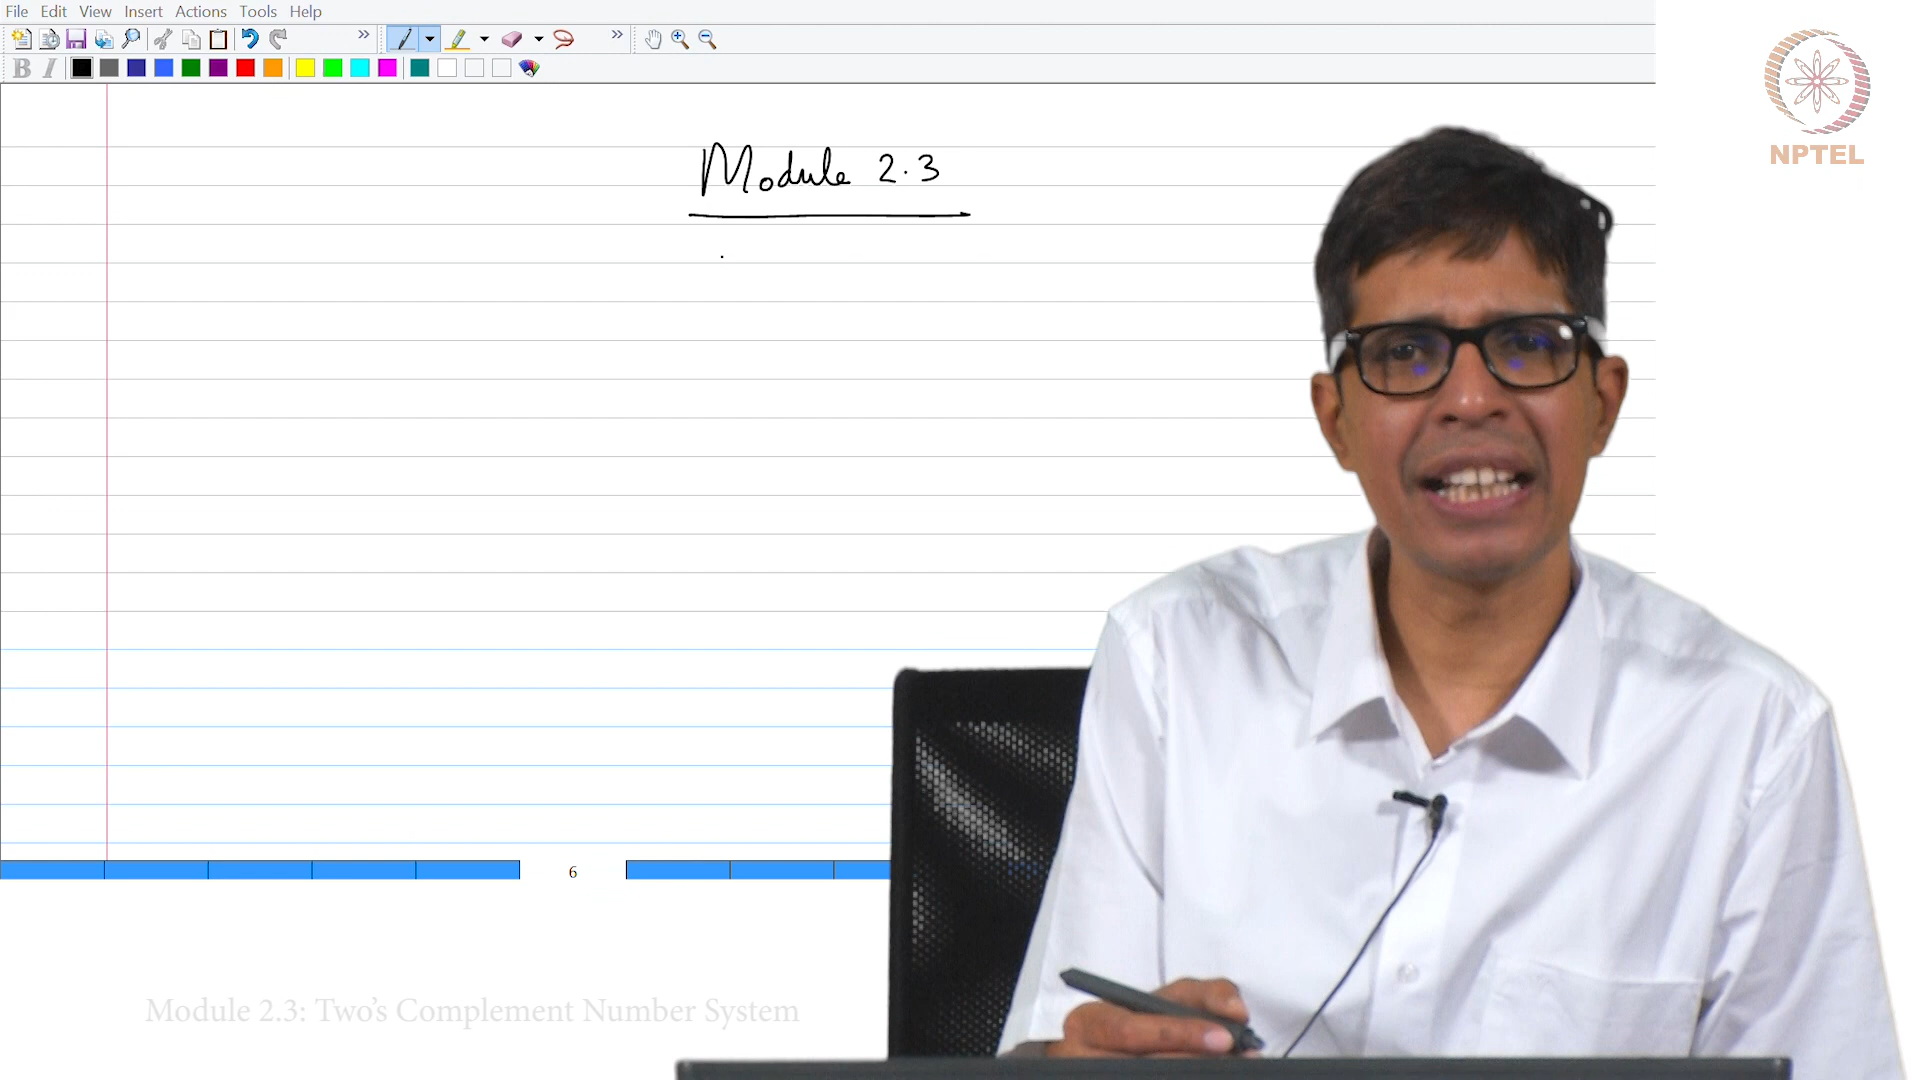 File Edit View Insert Actions Tools Help
B I
NPTEL
Module 2.3
6
Module 2.3: Two's Complement Number System